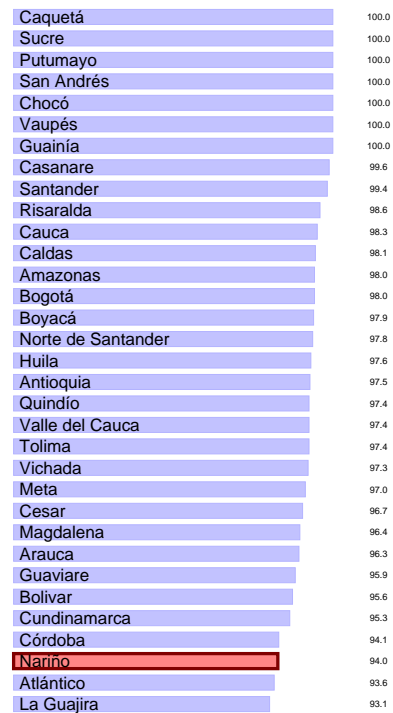 Caquetá 100.0
Sucre 100.0
Putumayo 100.0
San Andrés 100.0
Chocó 100.0
Vaupés 100.0
Guainía 100.0
Casanare 99.6
Santander 99.4
Risaralda 98.6
Cauca 98.3
Caldas 98.1
Amazonas 98.0
Bogotá 98.0
Boyacá 97.9
Norte de Santander 97.8
Huila 97.6
Antioquia 97.5
Quindío 97.4
Valle del Cauca 97.4
Tolima 97.4
Vichada 97.3
Meta 97.0
Cesar 96.7
Magdalena 96.4
Arauca 96.3
Guaviare 95.9
Bolivar 95.6
Cundinamarca 95.3
Córdoba 94.1
Nariño 94.0
Atlántico 93.6
La Guajira 93.1